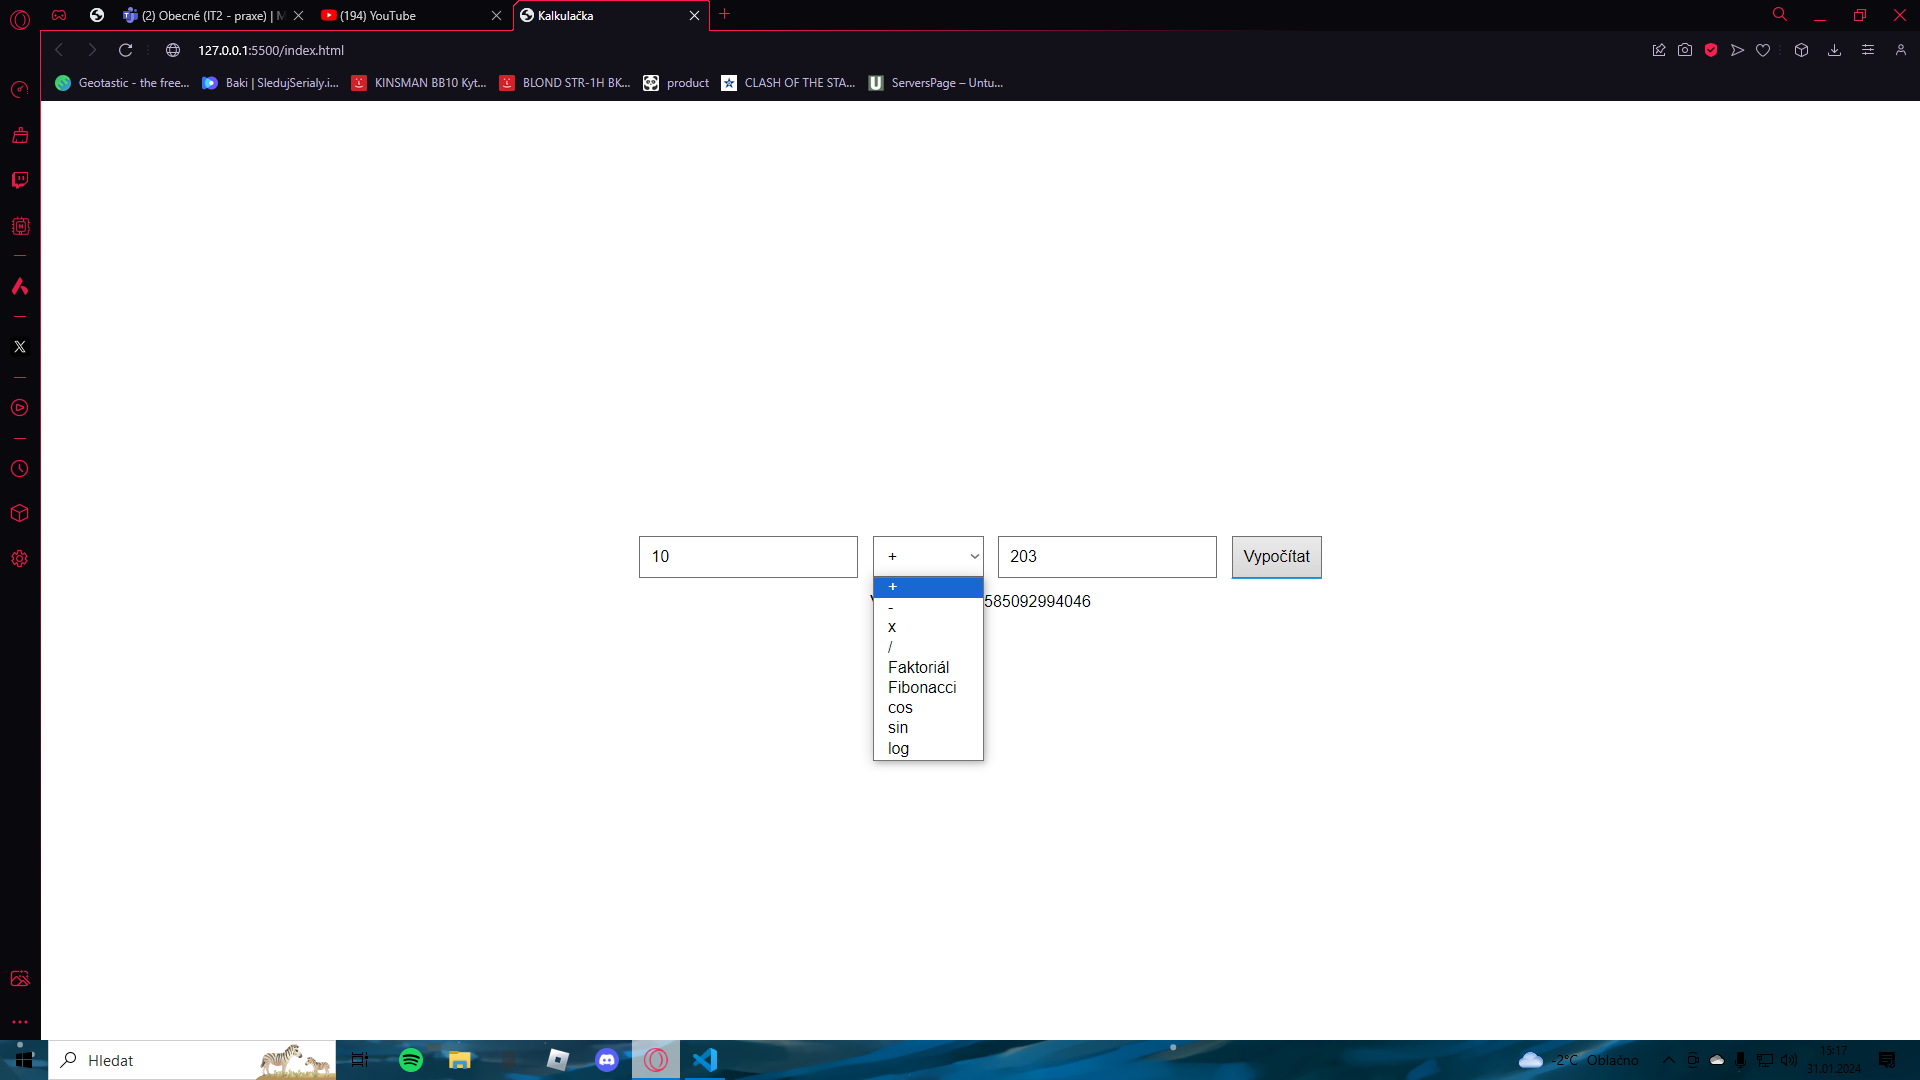 (2) Obecné (IT2 - praxe) | M
(194) YouTube
Kalkulačka
127.0.0.1:5500/index.html
Geotastic - the free...
Baki | SledujSerialy.i...
KINSMAN BB10 Kyt...
BLOND STR-1H BK...
product
CLASH OF THE STA...
ServersPage – Untu...
10
+
203
Vypočítat
585092994046
+
-
x
/
Faktoriál
Fibonacci
cos
sin
log
Hledat
-2°C Oblačno
15:17
31.01.2024